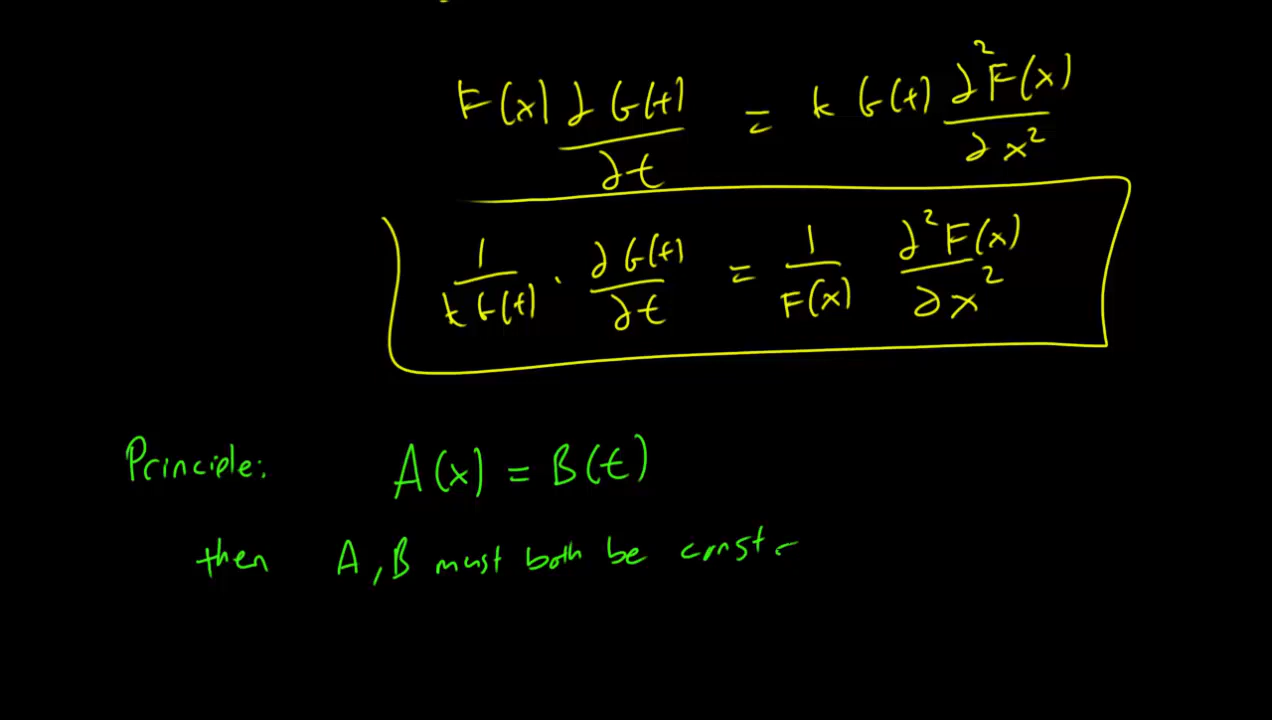 F(x) ∂G(t)/∂t = k G(t) ∂²F(x)/∂x²
1/(k G(t)) · ∂G(t)/∂t = 1/F(x) ∂²F(x)/∂x²
Principle: A(x) = B(t)
then A, B must both be const